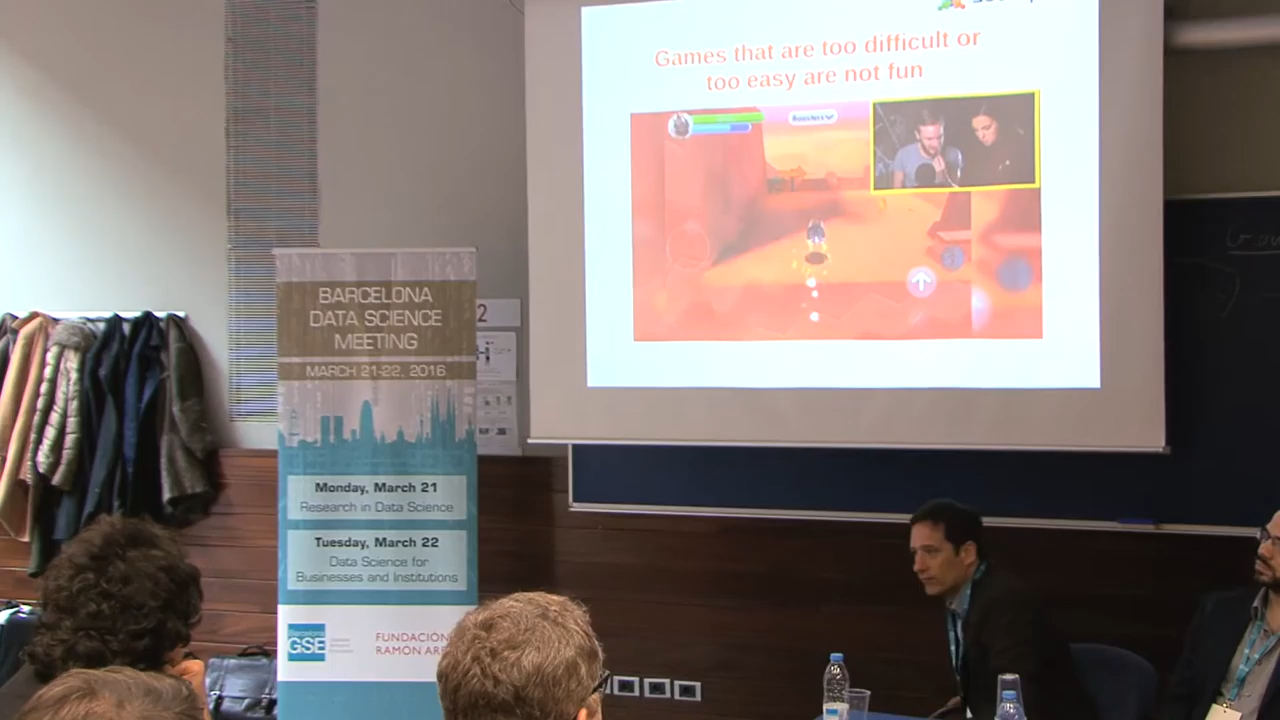 Games that are too difficult or
too easy are not fun
Boosters
BARCELONA
DATA SCIENCE
MEETING
MARCH 21-22, 2016
2
Monday, March 21
Research in Data Science
Tuesday, March 22
Data Science for
Businesses and Institutions
Barcelona
GSE
FUNDACIÓN
RAMÓN